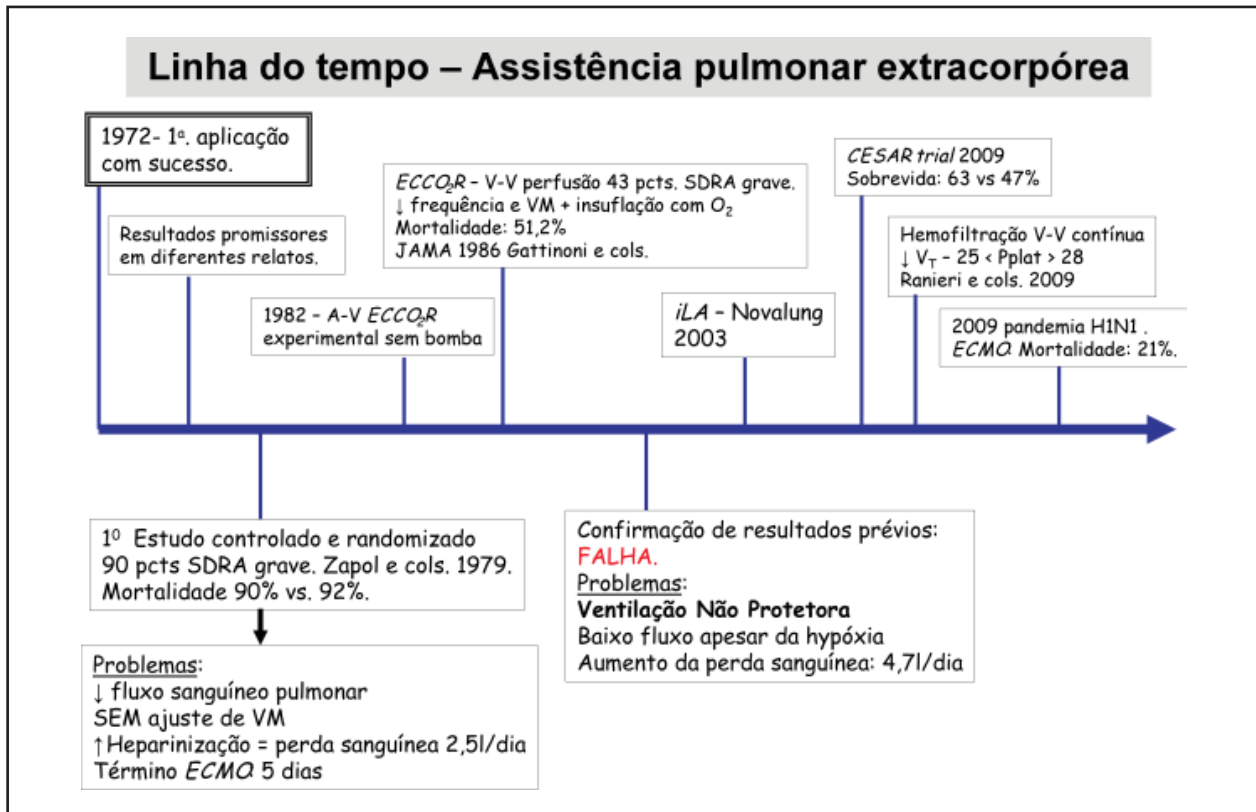 Linha do tempo – Assistência pulmonar extracorpórea
1972- 1ª. aplicação
com sucesso.
Resultados promissores
em diferentes relatos.
1982 – A-V ECCO₂R
experimental sem bomba
ECCO₂R – V-V perfusão 43 pcts. SDRA grave.
↓ frequência e VM + insuflação com O₂
Mortalidade: 51,2%
JAMA 1986 Gattinoni e cols.
iLA – Novalung
2003
CESAR trial 2009
Sobrevida: 63 vs 47%
Hemofiltração V-V contínua
↓ V_T – 25 < Pplat > 28
Ranieri e cols. 2009
2009 pandemia H1N1 .
ECMO. Mortalidade: 21%.
1⁰ Estudo controlado e randomizado
90 pcts SDRA grave. Zapol e cols. 1979.
Mortalidade 90% vs. 92%.
Problemas:
↓ fluxo sanguíneo pulmonar
SEM ajuste de VM
↑Heparinização = perda sanguínea 2,5l/dia
Término ECMO. 5 dias
Confirmação de resultados prévios:
FALHA.
Problemas:
Ventilação Não Protetora
Baixo fluxo apesar da hypóxia
Aumento da perda sanguínea: 4,7l/dia